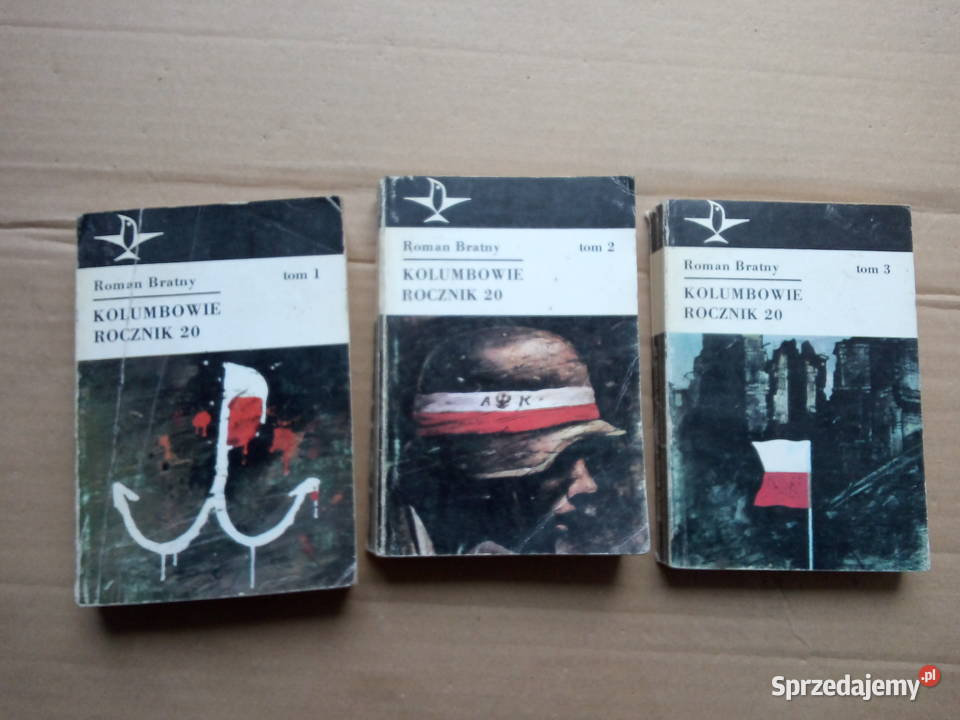 Roman Bratny tom 1
KOLUMBOWIE
ROCZNIK 20
Roman Bratny tom 2
KOLUMBOWIE
ROCZNIK 20
A K
Roman Bratny tom 3
KOLUMBOWIE
ROCZNIK 20
Sprzedajemy.pl